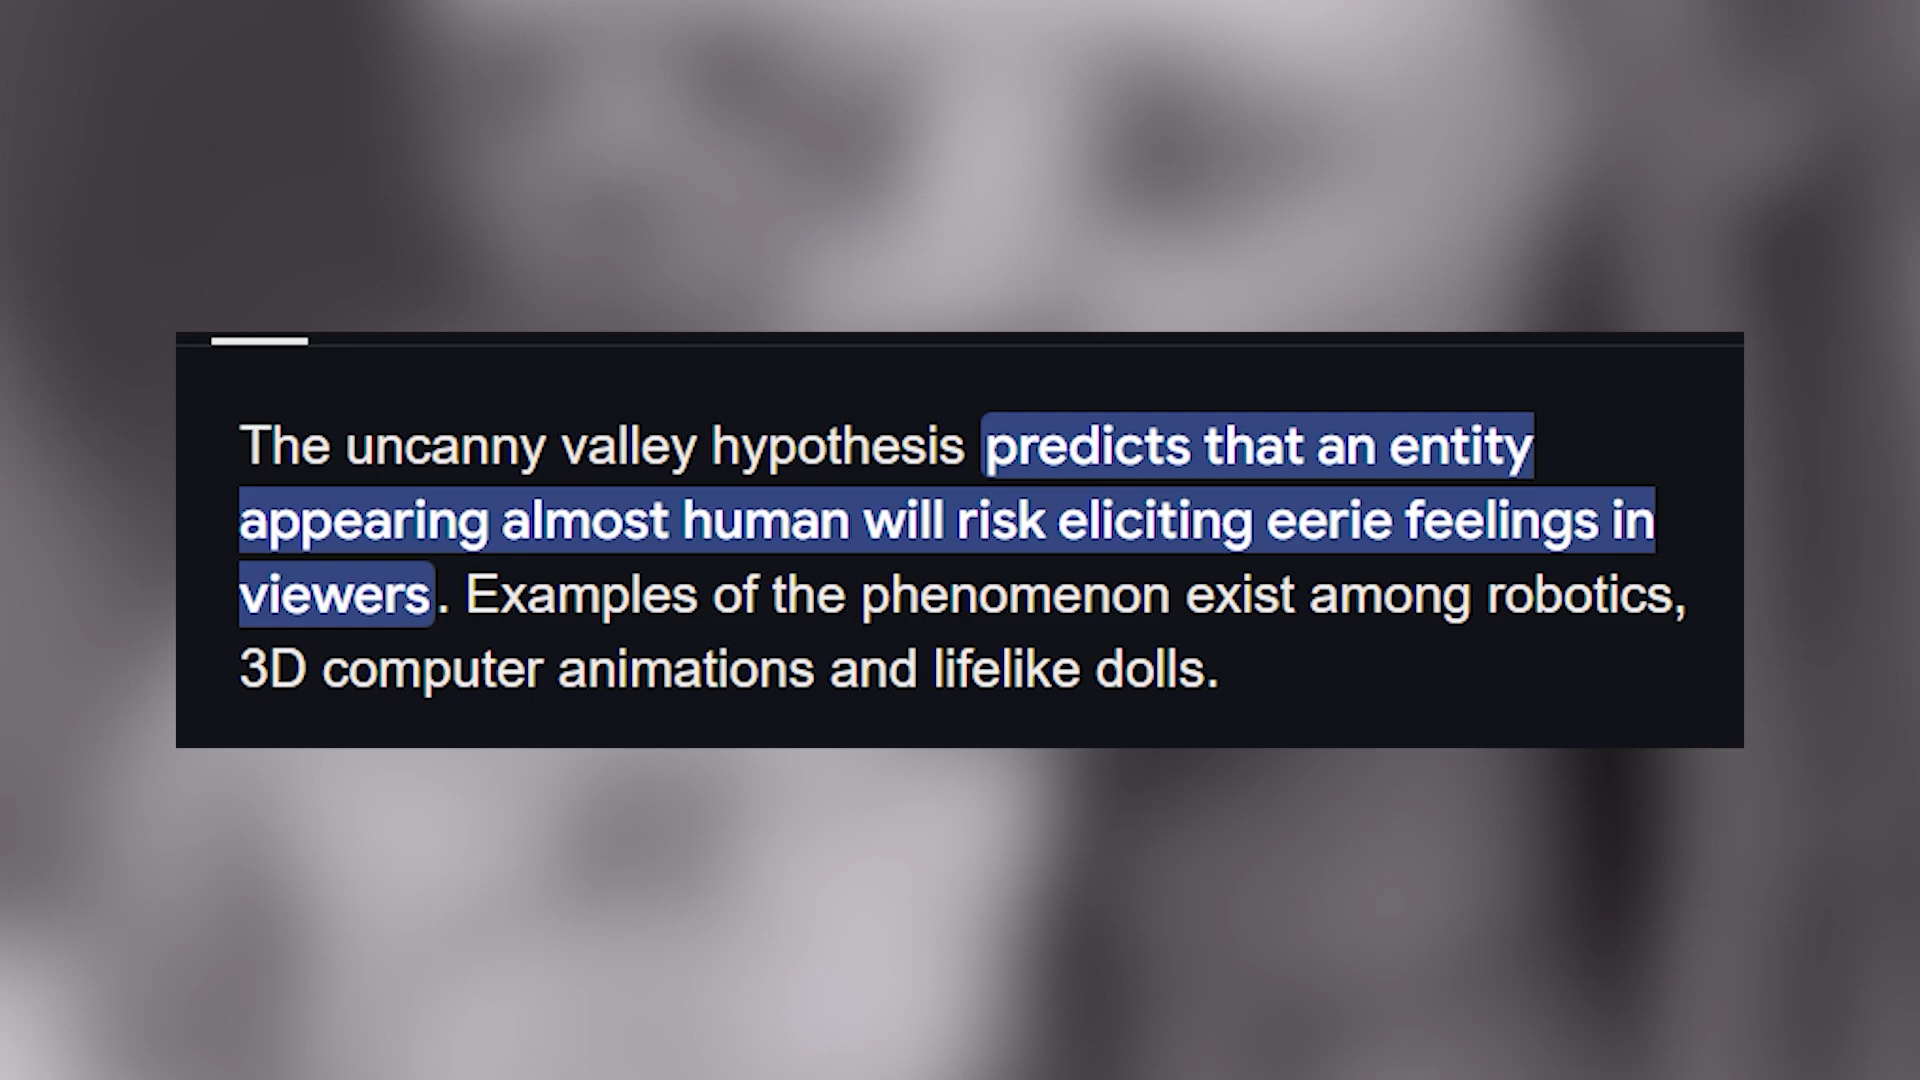 The uncanny valley hypothesis predicts that an entity
appearing almost human will risk eliciting eerie feelings in
viewers. Examples of the phenomenon exist among robotics,
3D computer animations and lifelike dolls.